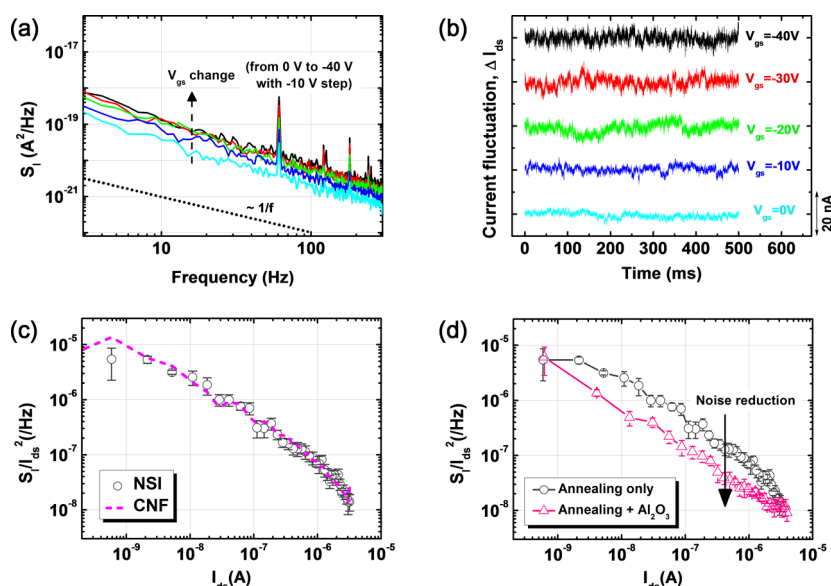 (a)
10⁻¹⁷
10⁻¹⁹
10⁻²¹
S_I (A²/Hz)
V_gs change
(from 0 V to -40 V
with -10 V step)
~ 1/f
10
100
Frequency (Hz)
(b)
Current fluctuation, Δ I_ds
V_gs=-40V
V_gs=-30V
V_gs=-20V
V_gs=-10V
V_gs=0V
20 nA
0 100 200 300 400 500 600
Time (ms)
(c)
10⁻⁵
10⁻⁶
10⁻⁷
10⁻⁸
S_I/I_ds²(/Hz)
NSI
CNF
10⁻⁹ 10⁻⁸ 10⁻⁷ 10⁻⁶ 10⁻⁵
I_ds(A)
(d)
10⁻⁵
10⁻⁶
10⁻⁷
10⁻⁸
S_I/I_ds²(/Hz)
Noise reduction
Annealing only
Annealing + Al₂O₃
10⁻⁹ 10⁻⁸ 10⁻⁷ 10⁻⁶ 10⁻⁵
I_ds(A)